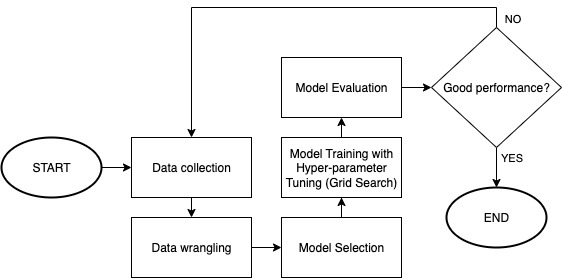 NO
Model Evaluation
Good performance?
START
Data collection
Model Training with
Hyper-parameter
Tuning (Grid Search)
YES
END
Data wrangling
Model Selection